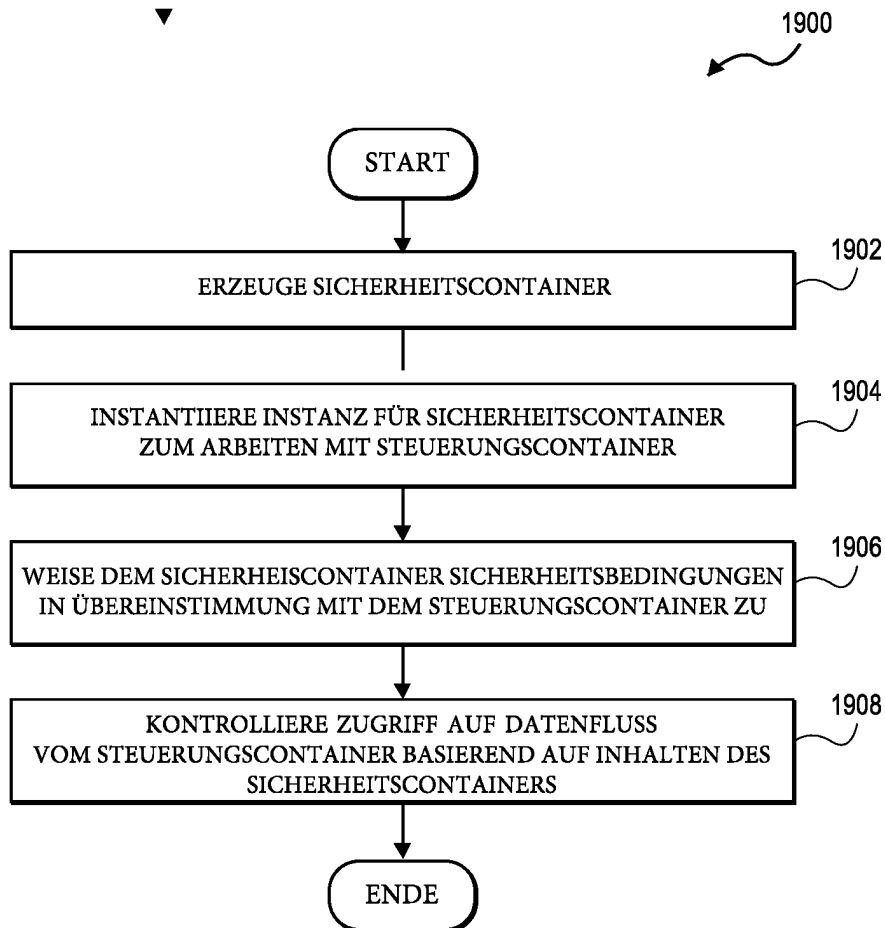 1900
START
1902
ERZEUGE SICHERHEITSCONTAINER
1904
INSTANTIIERE INSTANZ FÜR SICHERHEITSCONTAINER
ZUM ARBEITEN MIT STEUERUNGSCONTAINER
1906
WEISE DEM SICHERHEISCONTAINER SICHERHEITSBEDINGUNGEN
IN ÜBEREINSTIMMUNG MIT DEM STEUERUNGSCONTAINER ZU
1908
KONTROLLIERE ZUGRIFF AUF DATENFLUSS
VOM STEUERUNGSCONTAINER BASIEREND AUF INHALTEN DES
SICHERHEITSCONTAINERS
ENDE